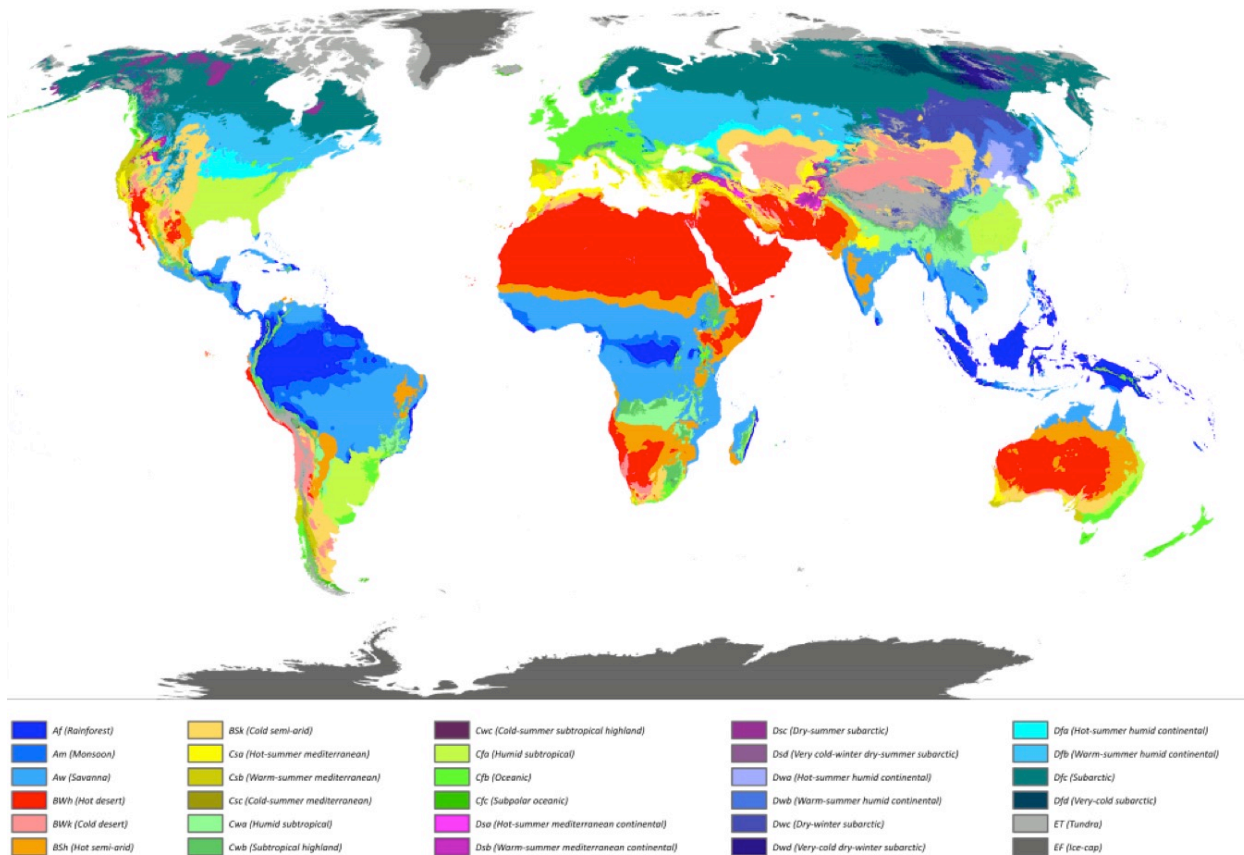 Af (Rainforest)
Am (Monsoon)
Aw (Savanna)
BWh (Hot desert)
BWk (Cold desert)
BSh (Hot semi-arid)
BSk (Cold semi-arid)
Csa (Hot-summer mediterranean)
Csb (Warm-summer mediterranean)
Csc (Cold-summer mediterranean)
Cwa (Humid subtropical)
Cwb (Subtropical highland)
Cwc (Cold-summer subtropical highland)
Cfa (Humid subtropical)
Cfb (Oceanic)
Cfc (Subpolar oceanic)
Dsa (Hot-summer mediterranean continental)
Dsb (Warm-summer mediterranean continental)
Dsc (Dry-summer subarctic)
Dsd (Very cold-winter dry-summer subarctic)
Dwa (Hot-summer humid continental)
Dwb (Warm-summer humid continental)
Dwc (Dry-winter subarctic)
Dwd (Very-cold dry-winter subarctic)
Dfa (Hot-summer humid continental)
Dfb (Warm-summer humid continental)
Dfc (Subarctic)
Dfd (Very-cold subarctic)
ET (Tundra)
EF (Ice-cap)